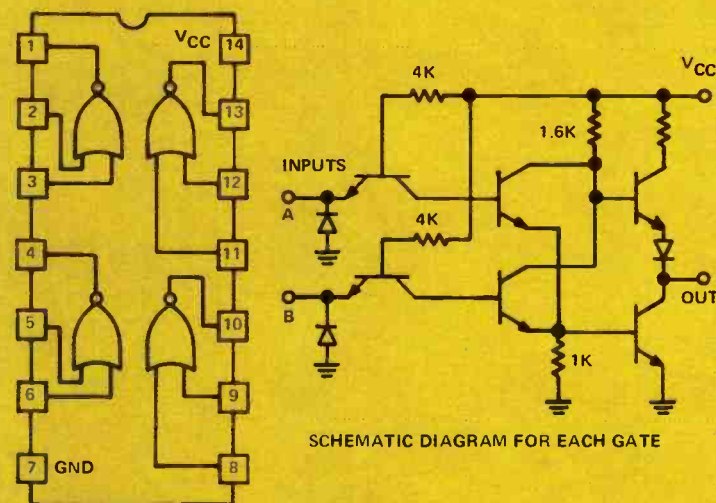 1
VCC
14
2
13
3
12
4
11
5
10
6
9
7
GND
8
4K
VCC
1.6K
INPUTS
A
4K
B
OUT
1K
SCHEMATIC DIAGRAM FOR EACH GATE